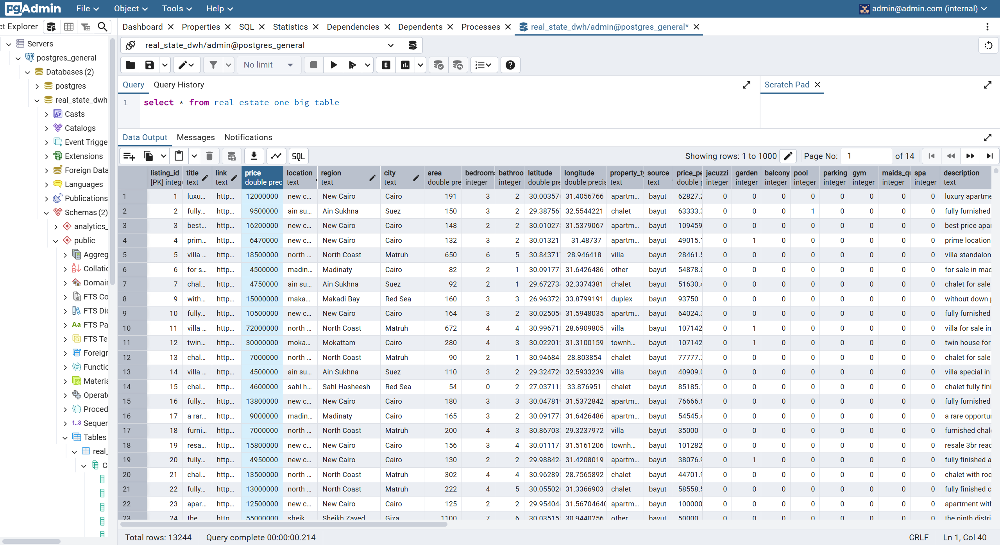 pgAdmin File Object Tools Help admin@admin.com (internal)
ct Explorer Dashboard Properties SQL Statistics Dependencies Dependents Processes real_state_dwh/admin@postgres_general*
Servers
postgres_general
Databases (2)
postgres
real_state_dwh
Casts
Catalogs
Event Trigge
Extensions
Foreign Data
Languages
Publications
Schemas (2)
analytics_
public
Aggreg
Collatio
Domain
FTS Co
FTS Dic
FTS Pa
FTS Te
Foreign
Functio
Materia
Operato
Proced
1..3 Sequen
Tables
real_
C
real_state_dwh/admin@postgres_general
No limit
Query Query History Scratch Pad
1 select * from real_estate_one_big_table
Data Output Messages Notifications
SQL Showing rows: 1 to 1000 Page No: 1 of 14
listing_id title link price location region city area bedrooms bathroo latitude longitude property_ty source price_pe jacuzzi garden balcony pool parking gym maids_qu spa description
[PK] intege text text double prec text text text double pre integer integer double pre double precis text text double p integer integer integer integer integer integer integer integer text
1 1 luxu... http... 12000000 new c... New Cairo Cairo 191 3 2 30.003576 31.4056766 apartm... bayut 62827.2 0 0 0 0 0 0 0 0 luxury apartme
2 2 fully... http... 9500000 ain su... Ain Sukhna Suez 150 3 2 29.387567 32.5544221 chalet bayut 63333.3 0 0 0 1 0 0 0 0 fully furnished
3 3 best... http... 16200000 new c... New Cairo Cairo 148 2 2 30.010278 31.5379067 apartm... bayut 109459 0 0 0 0 0 0 0 0 best price apar
4 4 prim... http... 6470000 new c... New Cairo Cairo 132 3 2 30.01321 31.48737 apartm... bayut 49015.1 0 1 0 0 0 0 0 0 prime location
5 5 villa ... http... 18500000 north ... North Coast Matruh 650 6 5 30.843717 28.946418 villa bayut 28461.5 0 0 0 0 0 0 0 0 villa standalon
6 6 for s... http... 4500000 madin... Madinaty Cairo 82 2 1 30.091775 31.6426486 other bayut 54878.0 0 0 0 0 0 0 0 0 for sale in mad
7 7 chal... http... 4750000 ain su... Ain Sukhna Suez 92 2 1 29.672734 32.3374381 chalet bayut 51630.4 0 0 0 0 0 0 0 0 chalet for sale
8 9 with... http... 15000000 maka... Makadi Bay Red Sea 160 3 3 26.963726 33.8799191 duplex bayut 93750 0 0 0 0 0 0 0 0 without down p
9 10 fully... http... 10500000 new c... New Cairo Cairo 164 3 2 30.025056 31.5948035 apartm... bayut 64024.3 0 0 0 0 0 0 0 0 fully furnished
10 11 villa ... http... 72000000 north ... North Coast Matruh 672 4 4 30.996718 28.6909805 villa bayut 107142 0 1 0 0 0 0 0 0 villa for sale in
11 12 twin... http... 30000000 moka... Mokattam Cairo 280 4 3 30.022012 31.3100159 townh... bayut 107142 0 1 0 0 0 0 0 0 twin house for
12 13 chal... http... 7000000 north ... North Coast Matruh 90 2 1 30.946845 28.803854 chalet bayut 77777.7 0 0 0 0 0 0 0 0 chalet for sale
13 14 villa ... http... 4500000 ain su... Ain Sukhna Suez 110 3 2 29.324720 32.5933239 villa bayut 40909.0 0 0 0 0 0 0 0 0 villa special in
14 15 chal... http... 4600000 sahl h... Sahl Hasheesh Red Sea 54 0 2 27.037115 33.876951 chalet bayut 85185.1 0 0 0 0 0 0 0 0 chalet fully fini
15 16 fully... http... 13800000 new c... New Cairo Cairo 180 3 3 30.047819 31.5372842 apartm... bayut 76666.6 0 0 0 0 0 0 0 0 fully furnished
16 17 a rar... http... 9000000 madin... Madinaty Cairo 165 3 2 30.091775 31.6426486 apartm... bayut 54545.4 0 0 0 0 0 0 0 0 a rare opportur
17 18 furni... http... 7000000 north ... North Coast Matruh 200 4 3 30.867033 29.3237972 villa bayut 35000 0 0 0 0 0 0 0 0 furnished chale
18 19 resa... http... 15800000 new c... New Cairo Cairo 156 3 4 30.011175 31.5161206 townh... bayut 101282 0 0 0 0 0 0 0 0 resale 3br read
19 20 fully... http... 4950000 new c... New Cairo Cairo 130 2 2 29.988424 31.4208019 apartm... bayut 38076.9 0 1 0 0 0 0 0 0 fully finished a
20 21 chal... http... 13500000 north ... North Coast Matruh 302 4 4 30.962893 28.7565892 chalet bayut 44701.9 0 0 0 0 0 0 0 0 chalet with roo
21 22 fully... http... 13000000 north ... North Coast Matruh 222 4 5 30.055026 31.3366903 chalet bayut 58558.5 0 0 0 0 0 0 0 0 fully finished c
22 23 apar... http... 12500000 new c... New Cairo Cairo 125 2 2 29.954044 31.56704640 apartm... bayut 100000 0 0 0 0 0 0 0 0 apartment with
23 24 the http 55000000 sheik Sheikh Zayed Giza 1100 7 6 30.035155 30.9440256 other bayut 50000 0 0 0 0 0 0 0 0 the ninth distri
Total rows: 13244 Query complete 00:00:00.214 CRLF Ln 1, Col 40